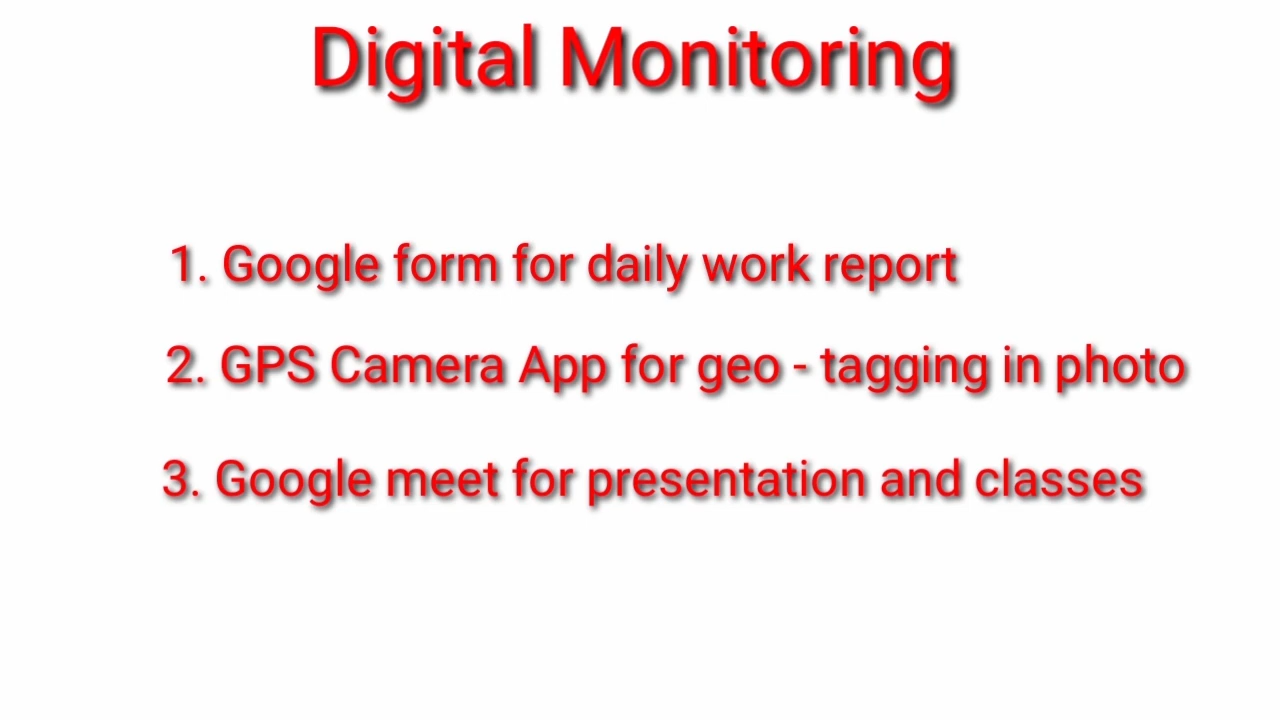 Digital Monitoring
1. Google form for daily work report
2. GPS Camera App for geo - tagging in photo
3. Google meet for presentation and classes